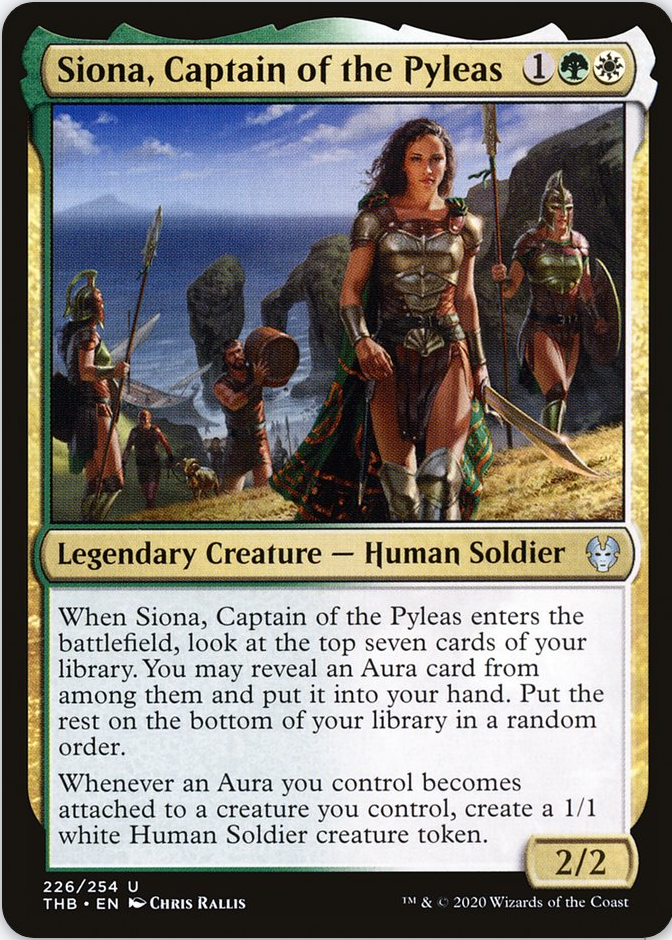 Siona, Captain of the Pyleas 1
Legendary Creature — Human Soldier
When Siona, Captain of the Pyleas enters the
battlefield, look at the top seven cards of your
library. You may reveal an Aura card from
among them and put it into your hand. Put the
rest on the bottom of your library in a random
order.
Whenever an Aura you control becomes
attached to a creature you control, create a 1/1
white Human Soldier creature token.
2/2
226/254 U
THB • EN Chris Rallis
™ & © 2020 Wizards of the Coast